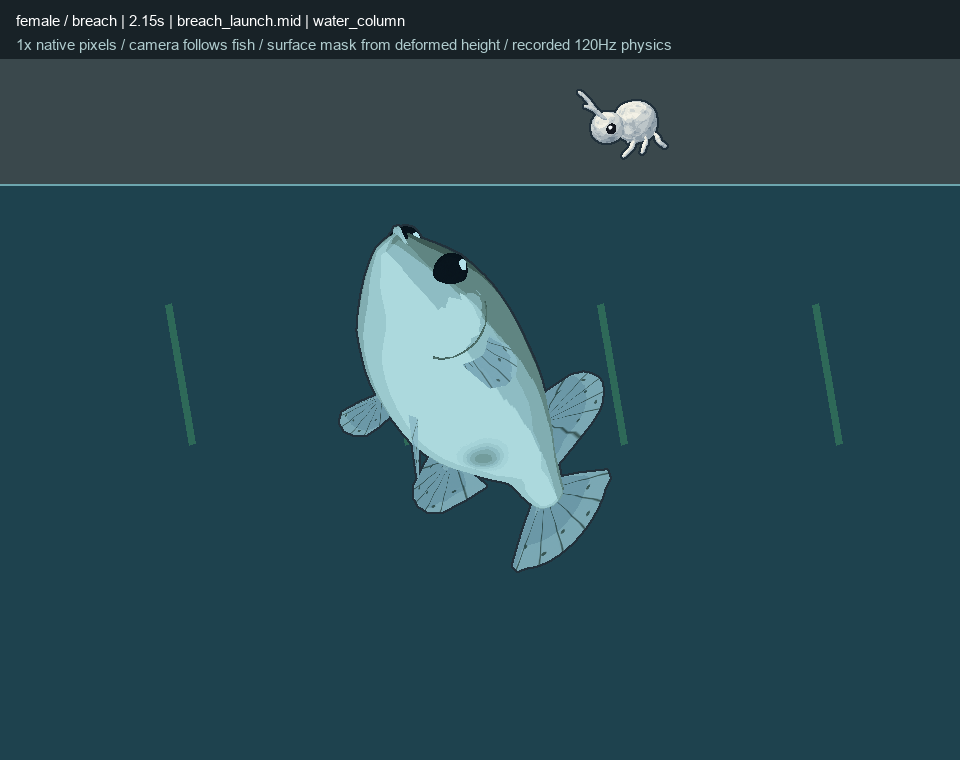 female / breach | 2.15s | breach_launch.mid | water_column
1x native pixels / camera follows fish / surface mask from deformed height / recorded 120Hz physics